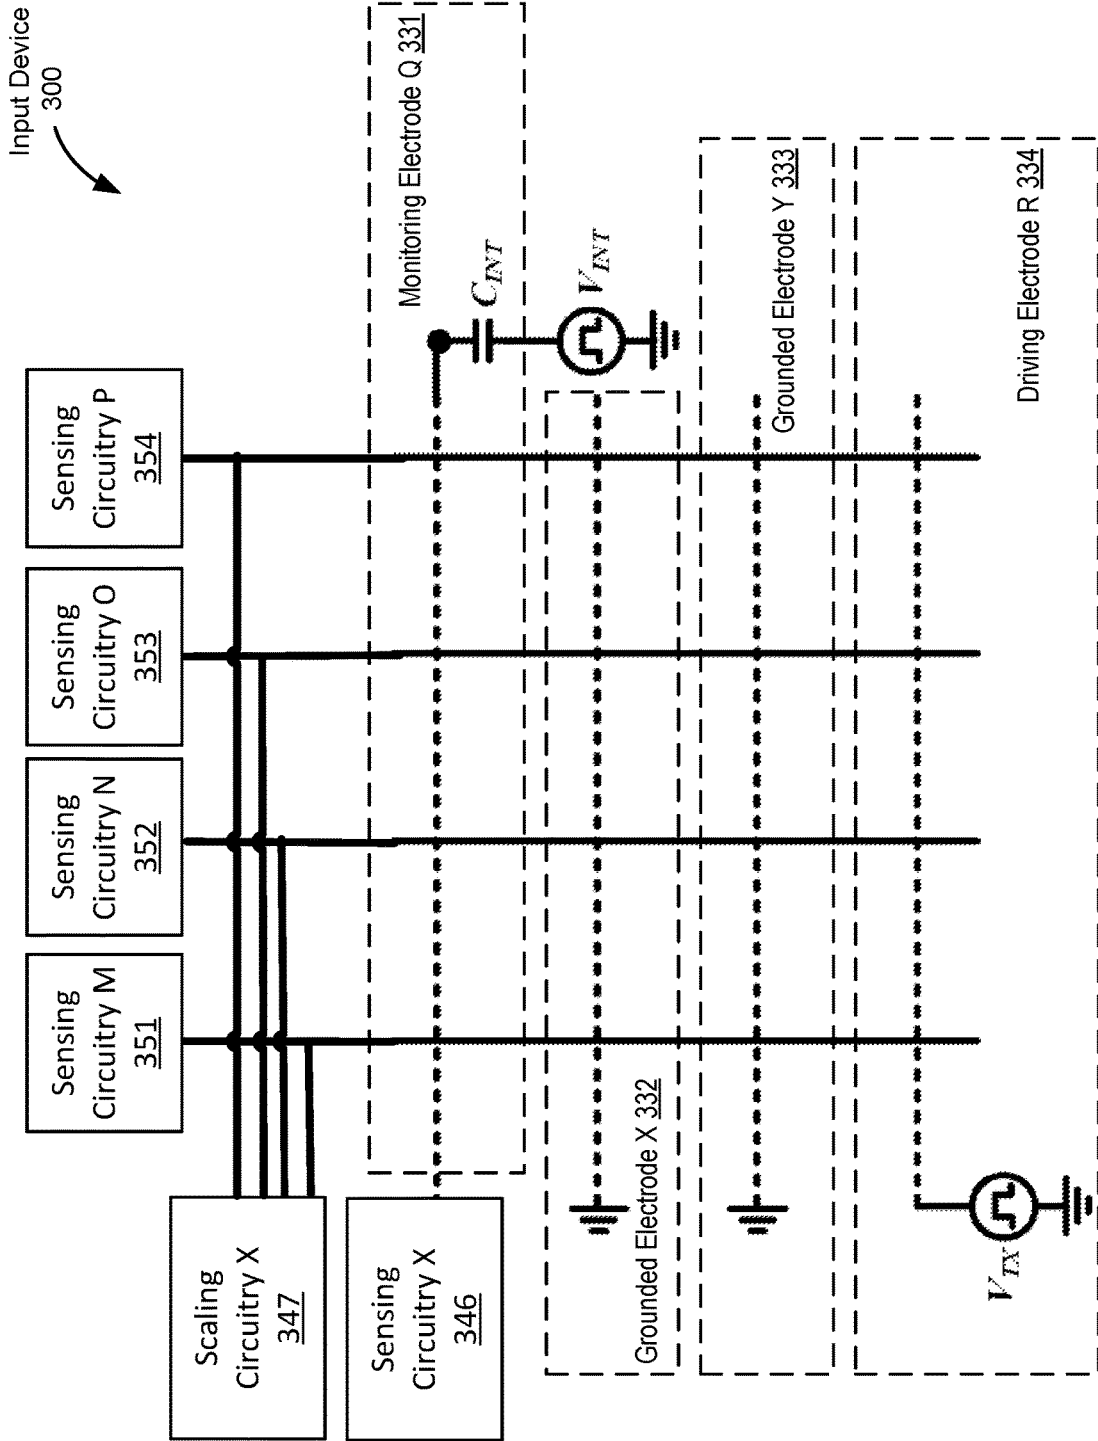 Input Device
300
Sensing
Circuitry M
351
Sensing
Circuitry N
352
Sensing
Circuitry O
353
Sensing
Circuitry P
354
Scaling
Circuitry X
347
Sensing
Circuitry X
346
Monitoring Electrode Q 331
C_INT
V_INT
Grounded Electrode X 332
Grounded Electrode Y 333
Driving Electrode R 334
V_TX